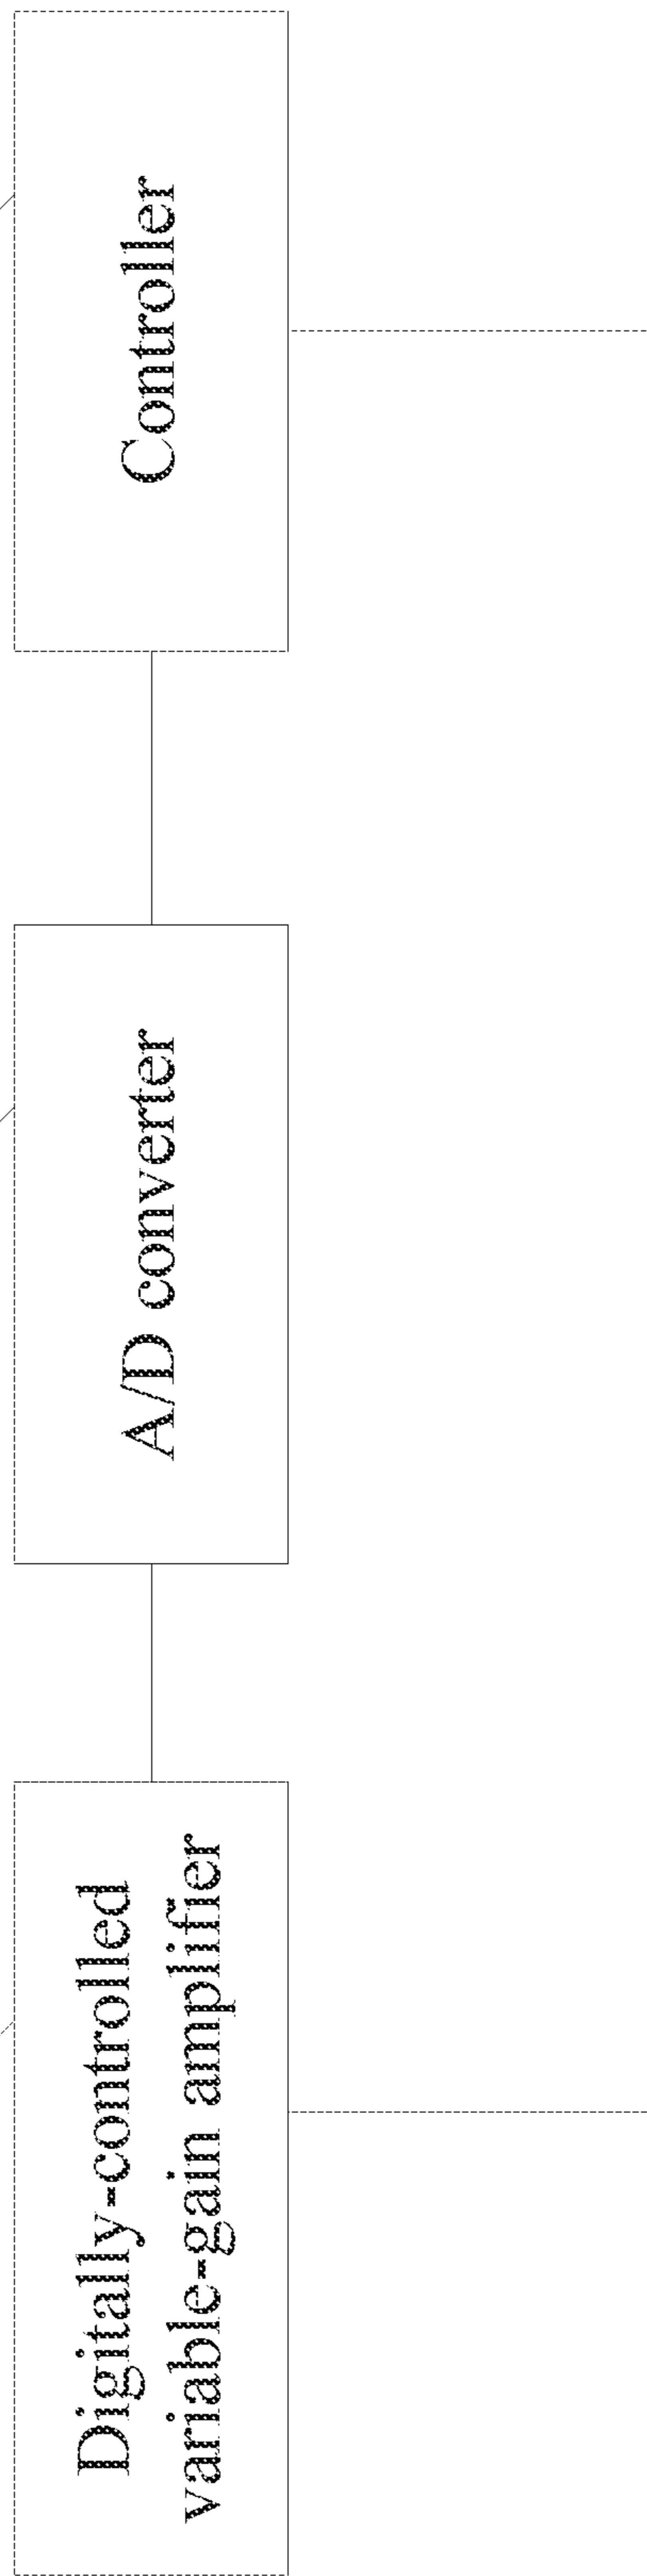 Digitally-controlled
variable-gain amplifier
A/D converter
Controller